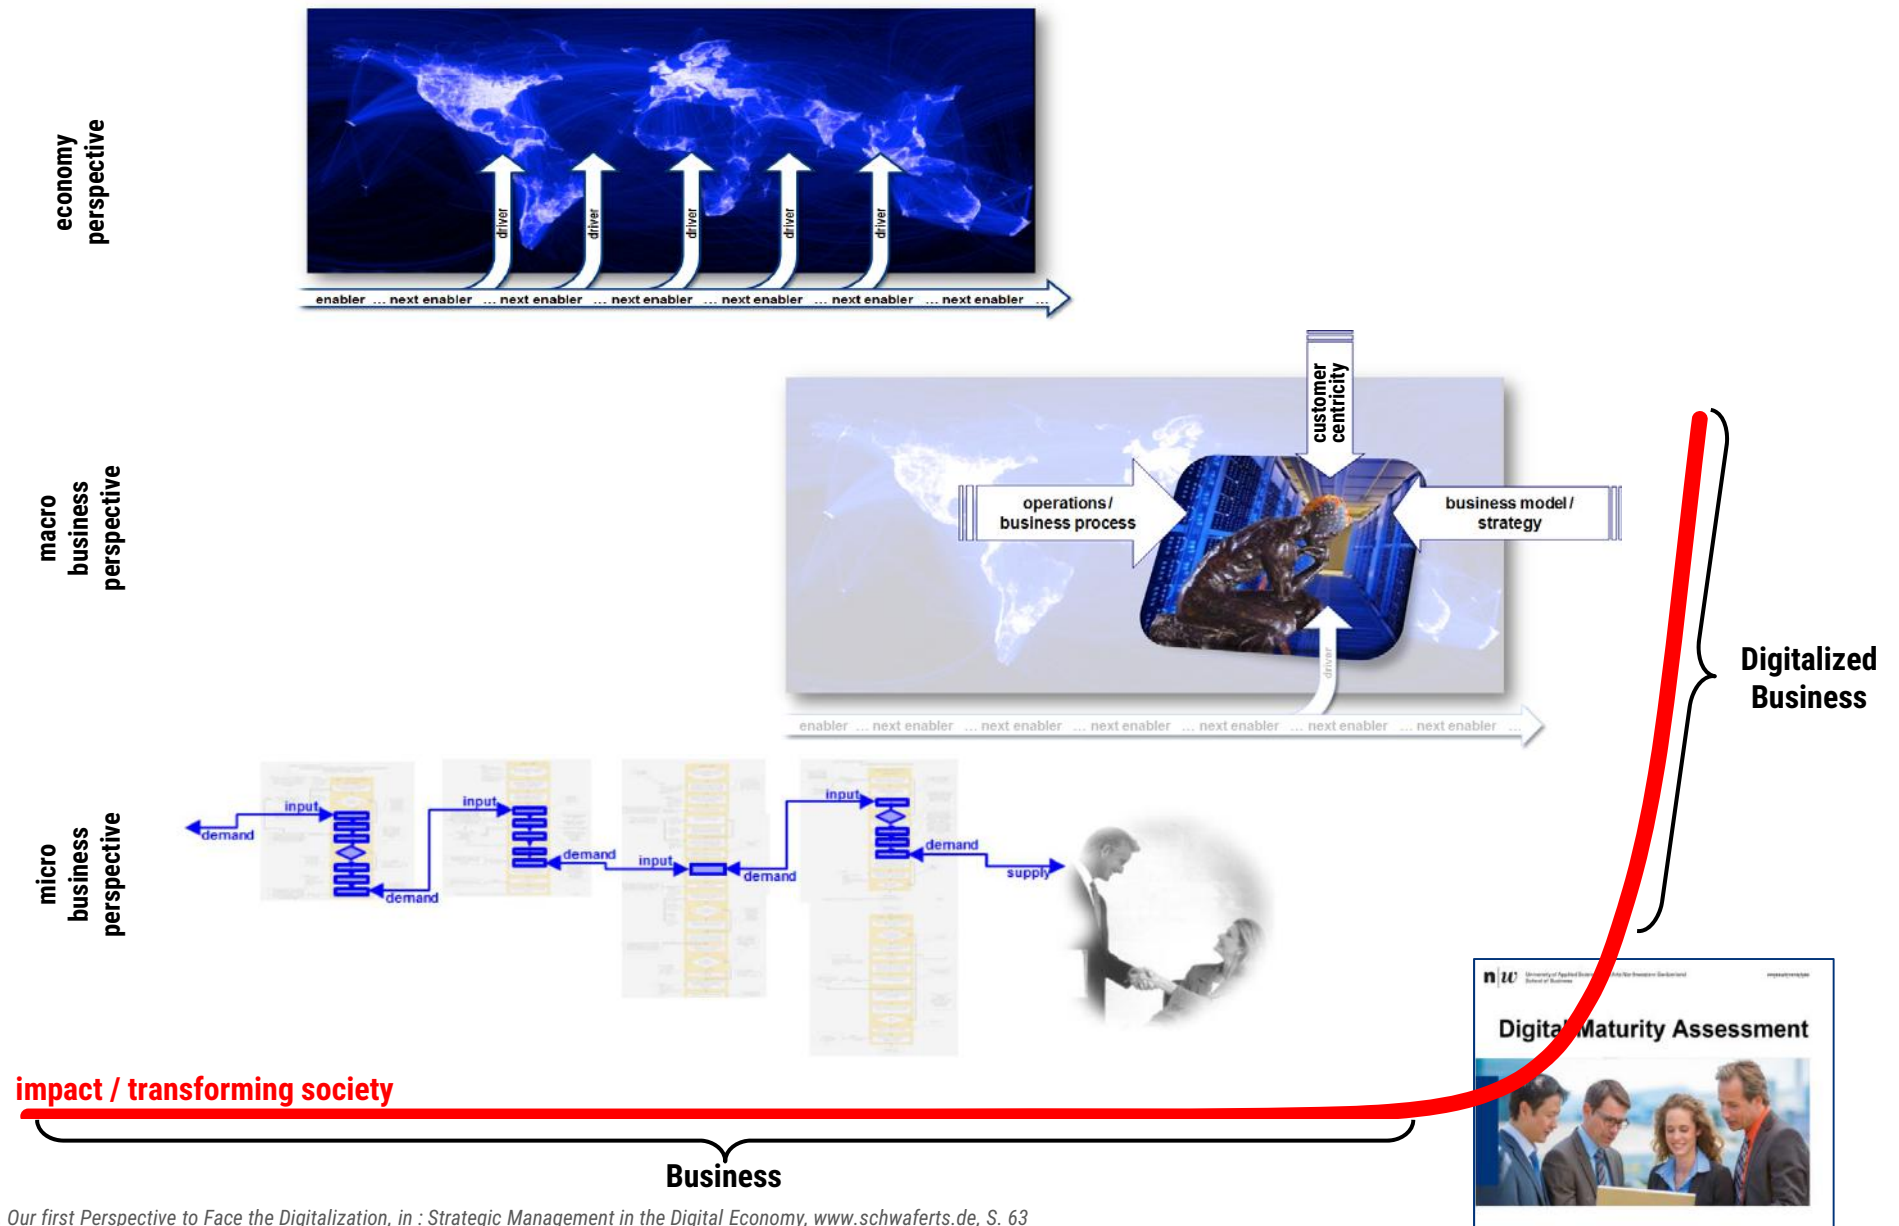 economy
perspective
driver
driver
driver
driver
driver
enabler ... next enabler ... next enabler ... next enabler ... next enabler ... next enabler ... next enabler ...
macro
business
perspective
customer
centricity
operations /
business process
business model /
strategy
driver
enabler ... next enabler ... next enabler ... next enabler ... next enabler ... next enabler ... next enabler ...
Digitalized
Business
micro
business
perspective
demand
input
demand
input
demand
input
demand
input
demand
supply
n|w
School of Business
Digital Maturity Assessment
impact / transforming society
Business
Our first Perspective to Face the Digitalization, in : Strategic Management in the Digital Economy, www.schwaferts.de, S. 63